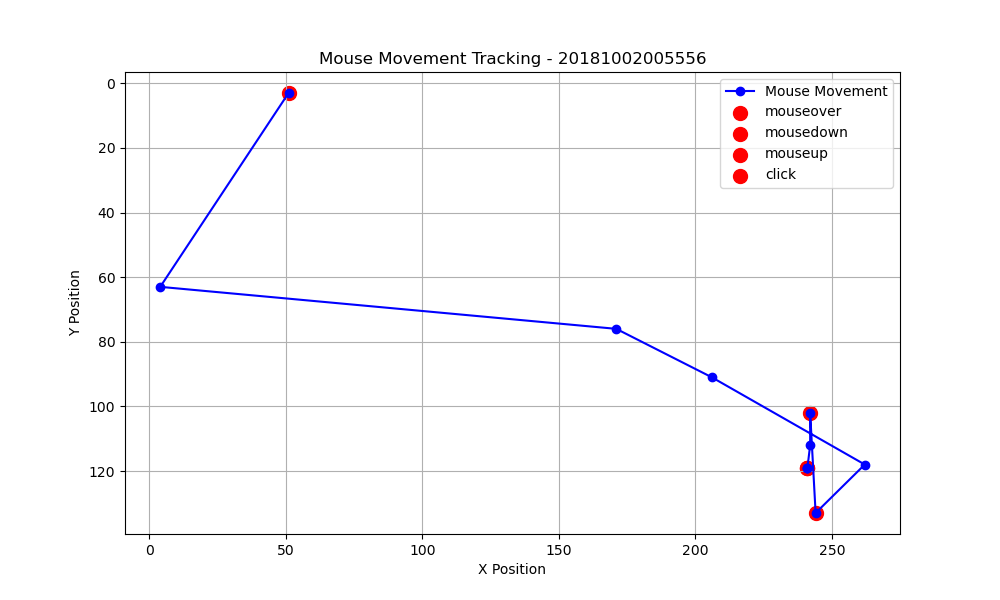 Mouse Movement Tracking - 20181002005556
Mouse Movement
mouseover
mousedown
mouseup
click
0
20
40
60
80
100
120
Y Position
0 50 100 150 200 250
X Position